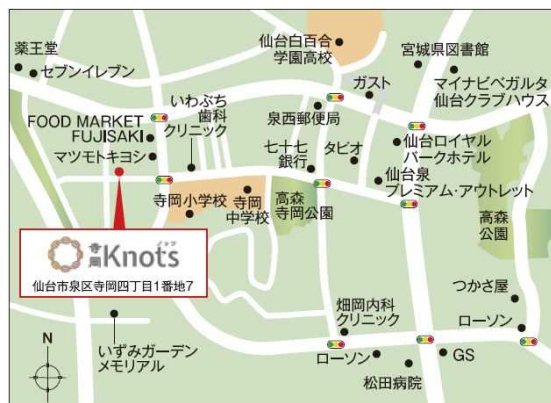 仙台白百合
学園高校
宮城県図書館
薬王堂
セブンイレブン
ガスト
マイナビベガルタ
仙台クラブハウス
いわぶち
歯科
クリニック
泉西郵便局
FOOD MARKET
FUJISAKI
マツモトキヨシ
七十七
銀行
タピオ
仙台ロイヤル
パークホテル
仙台泉
プレミアム・アウトレット
寺岡小学校
寺岡
中学校
高森
寺岡公園
高森
公園
寺岡Knots
ノッツ
仙台市泉区寺岡四丁目1番地7
つかさ屋
畑岡内科
クリニック
ローソン
N
いずみガーデン
メモリアル
ローソン
GS
松田病院